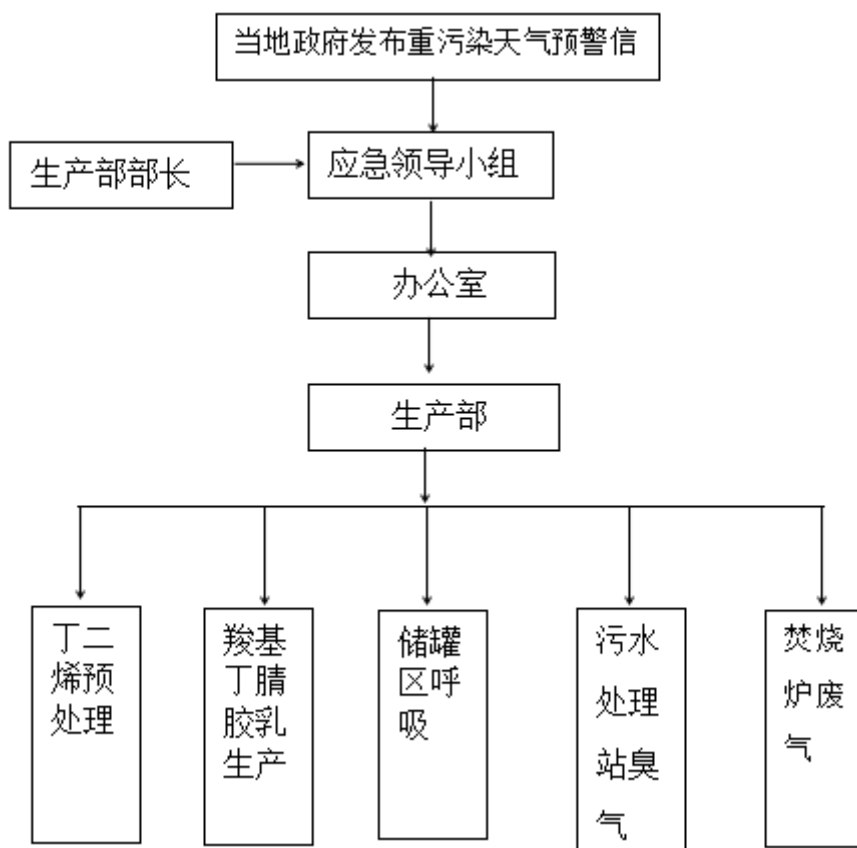 当地政府发布重污染天气预警信
生产部部长
应急领导小组
办公室
生产部
丁二
烯预
处理
羧基
丁腈
胶乳
生产
储罐
区呼
吸
污水
处理
站臭
气
焚烧
炉废
气